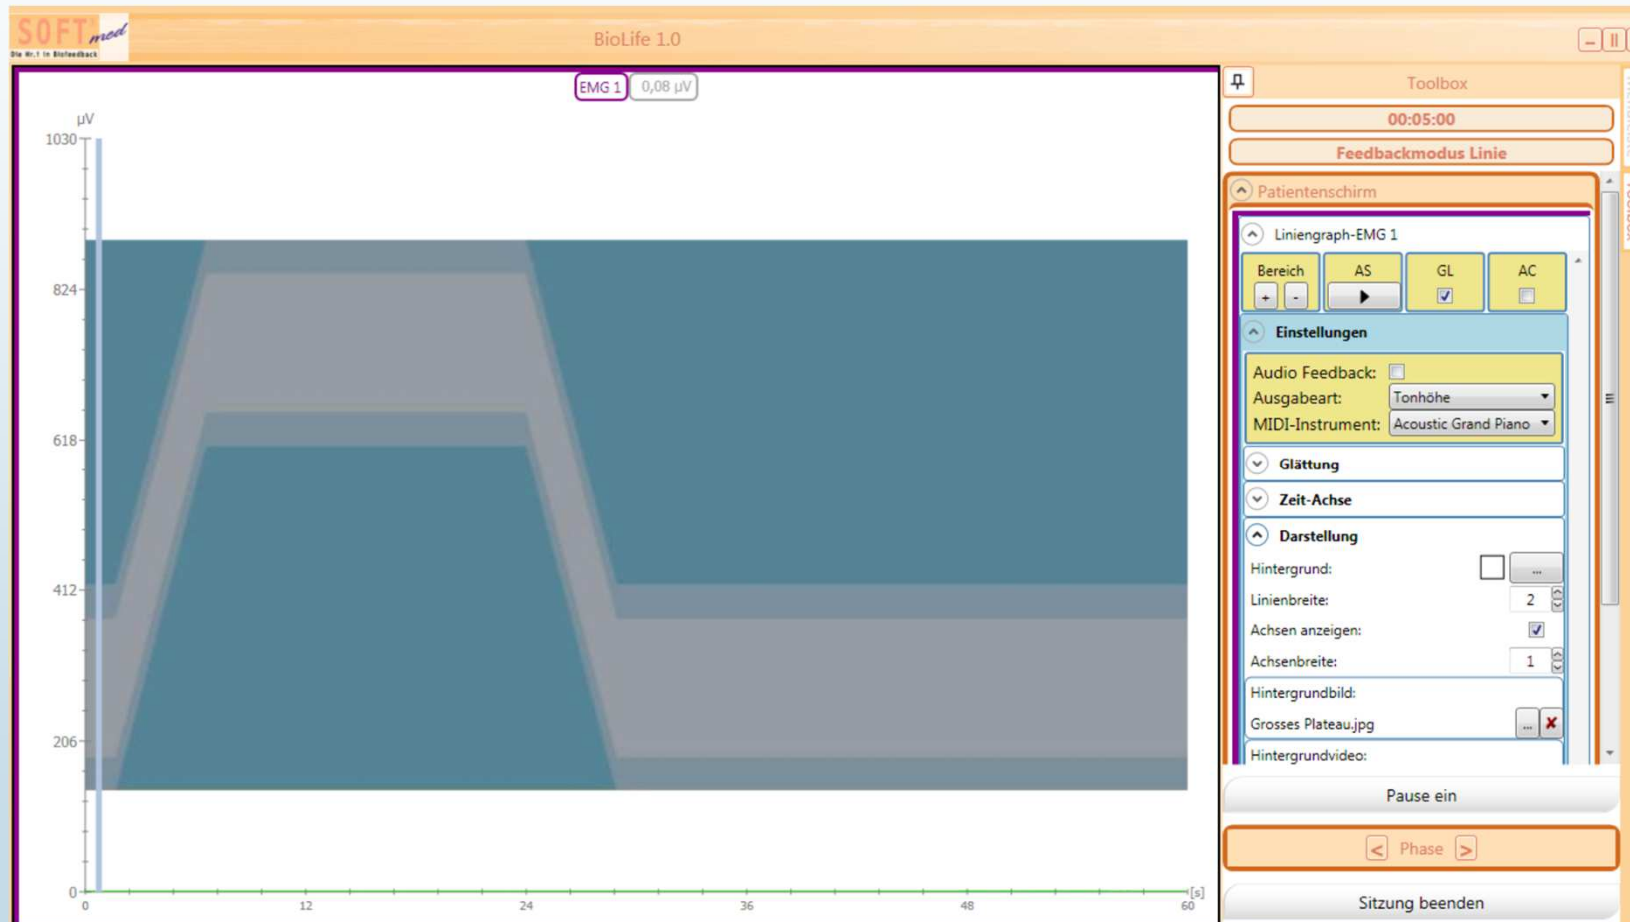 SOFT med
Die Nr.1 in Biofeedback
BioLife 1.0
EMG 1 0,08 µV
µV
1030
824
618
412
206
0
0 12 24 36 48 60
[s]
Toolbox
00:05:00
Feedbackmodus Linie
Patientenschirm
Liniengraph-EMG 1
Bereich AS GL AC
+ -
Einstellungen
Audio Feedback:
Ausgabeart: Tonhöhe
MIDI-Instrument: Acoustic Grand Piano
Glättung
Zeit-Achse
Darstellung
Hintergrund: ...
Linienbreite: 2
Achsen anzeigen:
Achsenbreite: 1
Hintergrundbild:
Grosses Plateau.jpg ...
Hintergrundvideo:
Pause ein
< Phase >
Sitzung beenden